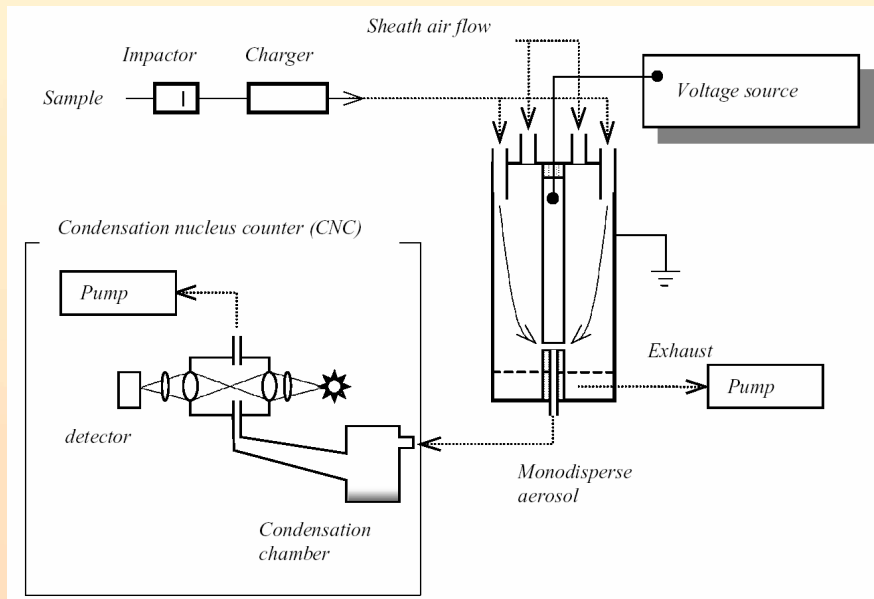 Sheath air flow
Impactor
Charger
Sample
Voltage source
Condensation nucleus counter (CNC)
Pump
Exhaust
Pump
detector
Monodisperse
aerosol
Condensation
chamber